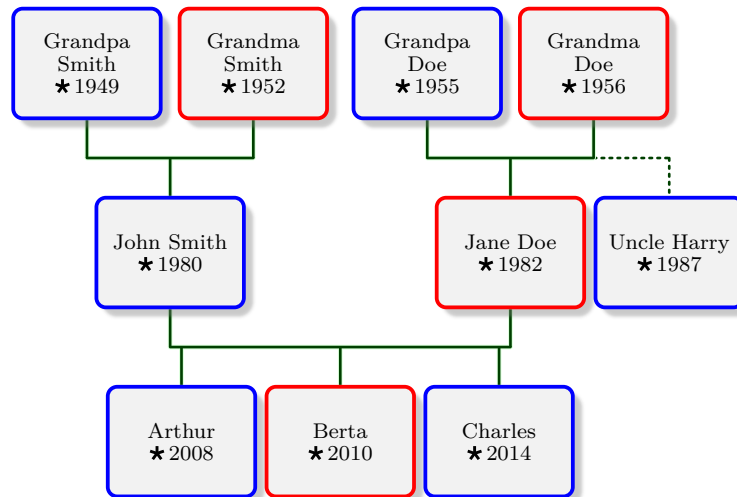 Grandpa
Smith
★ 1949
Grandma
Smith
★ 1952
Grandpa
Doe
★ 1955
Grandma
Doe
★ 1956
John Smith
★ 1980
Jane Doe
★ 1982
Uncle Harry
★ 1987
Arthur
★ 2008
Berta
★ 2010
Charles
★ 2014